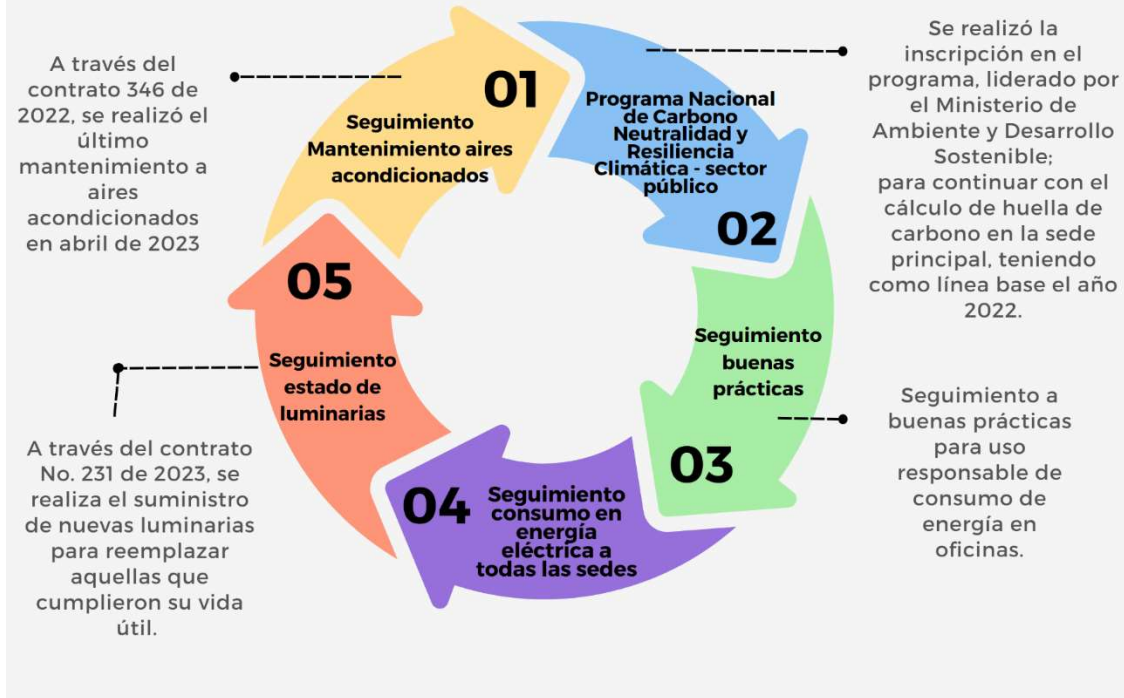 A través del
contrato 346 de
2022, se realizó el
último
mantenimiento a
aires
acondicionados
en abril de 2023
01
Seguimiento
Mantenimiento aires
acondicionados
Programa Nacional
de Carbono
Neutralidad y
Resiliencia
Climática - sector
público
02
Se realizó la
inscripción en el
programa, liderado por
el Ministerio de
Ambiente y Desarrollo
Sostenible;
para continuar con el
cálculo de huella de
carbono en la sede
principal, teniendo
como línea base el año
2022.
Seguimiento
buenas
prácticas
03
Seguimiento a
buenas prácticas
para uso
responsable de
consumo de
energía en
oficinas.
04
Seguimiento
consumo en
energía
eléctrica a
todas las sedes
05
Seguimiento
estado de
luminarias
A través del contrato
No. 231 de 2023, se
realiza el suministro
de nuevas luminarias
para reemplazar
aquellas que
cumplieron su vida
útil.